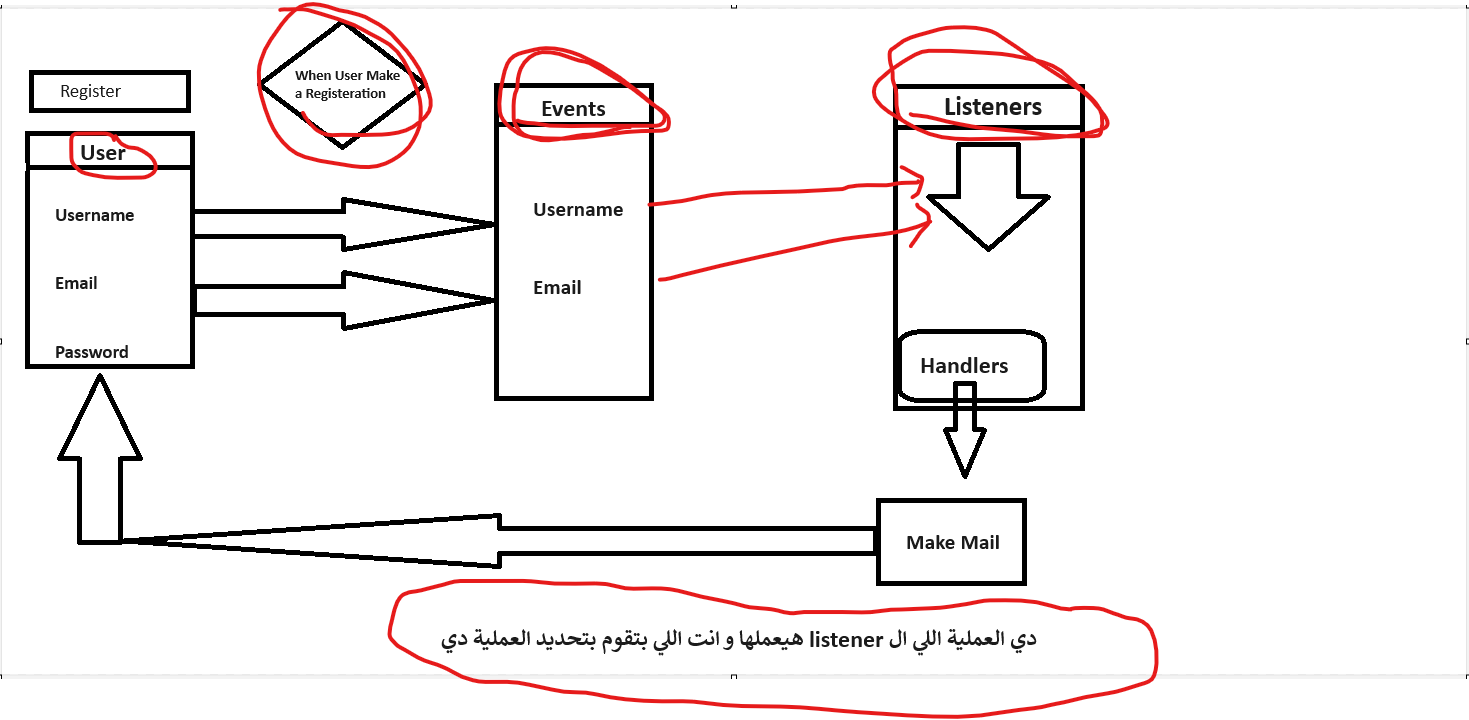 Register
User
Username
Email
Password
When User Make
a Registeration
Events
Username
Email
Listeners
Handlers
Make Mail
دي العملية اللي ال listener هيعملها و انت اللي بتقوم بتحديد العملية دي